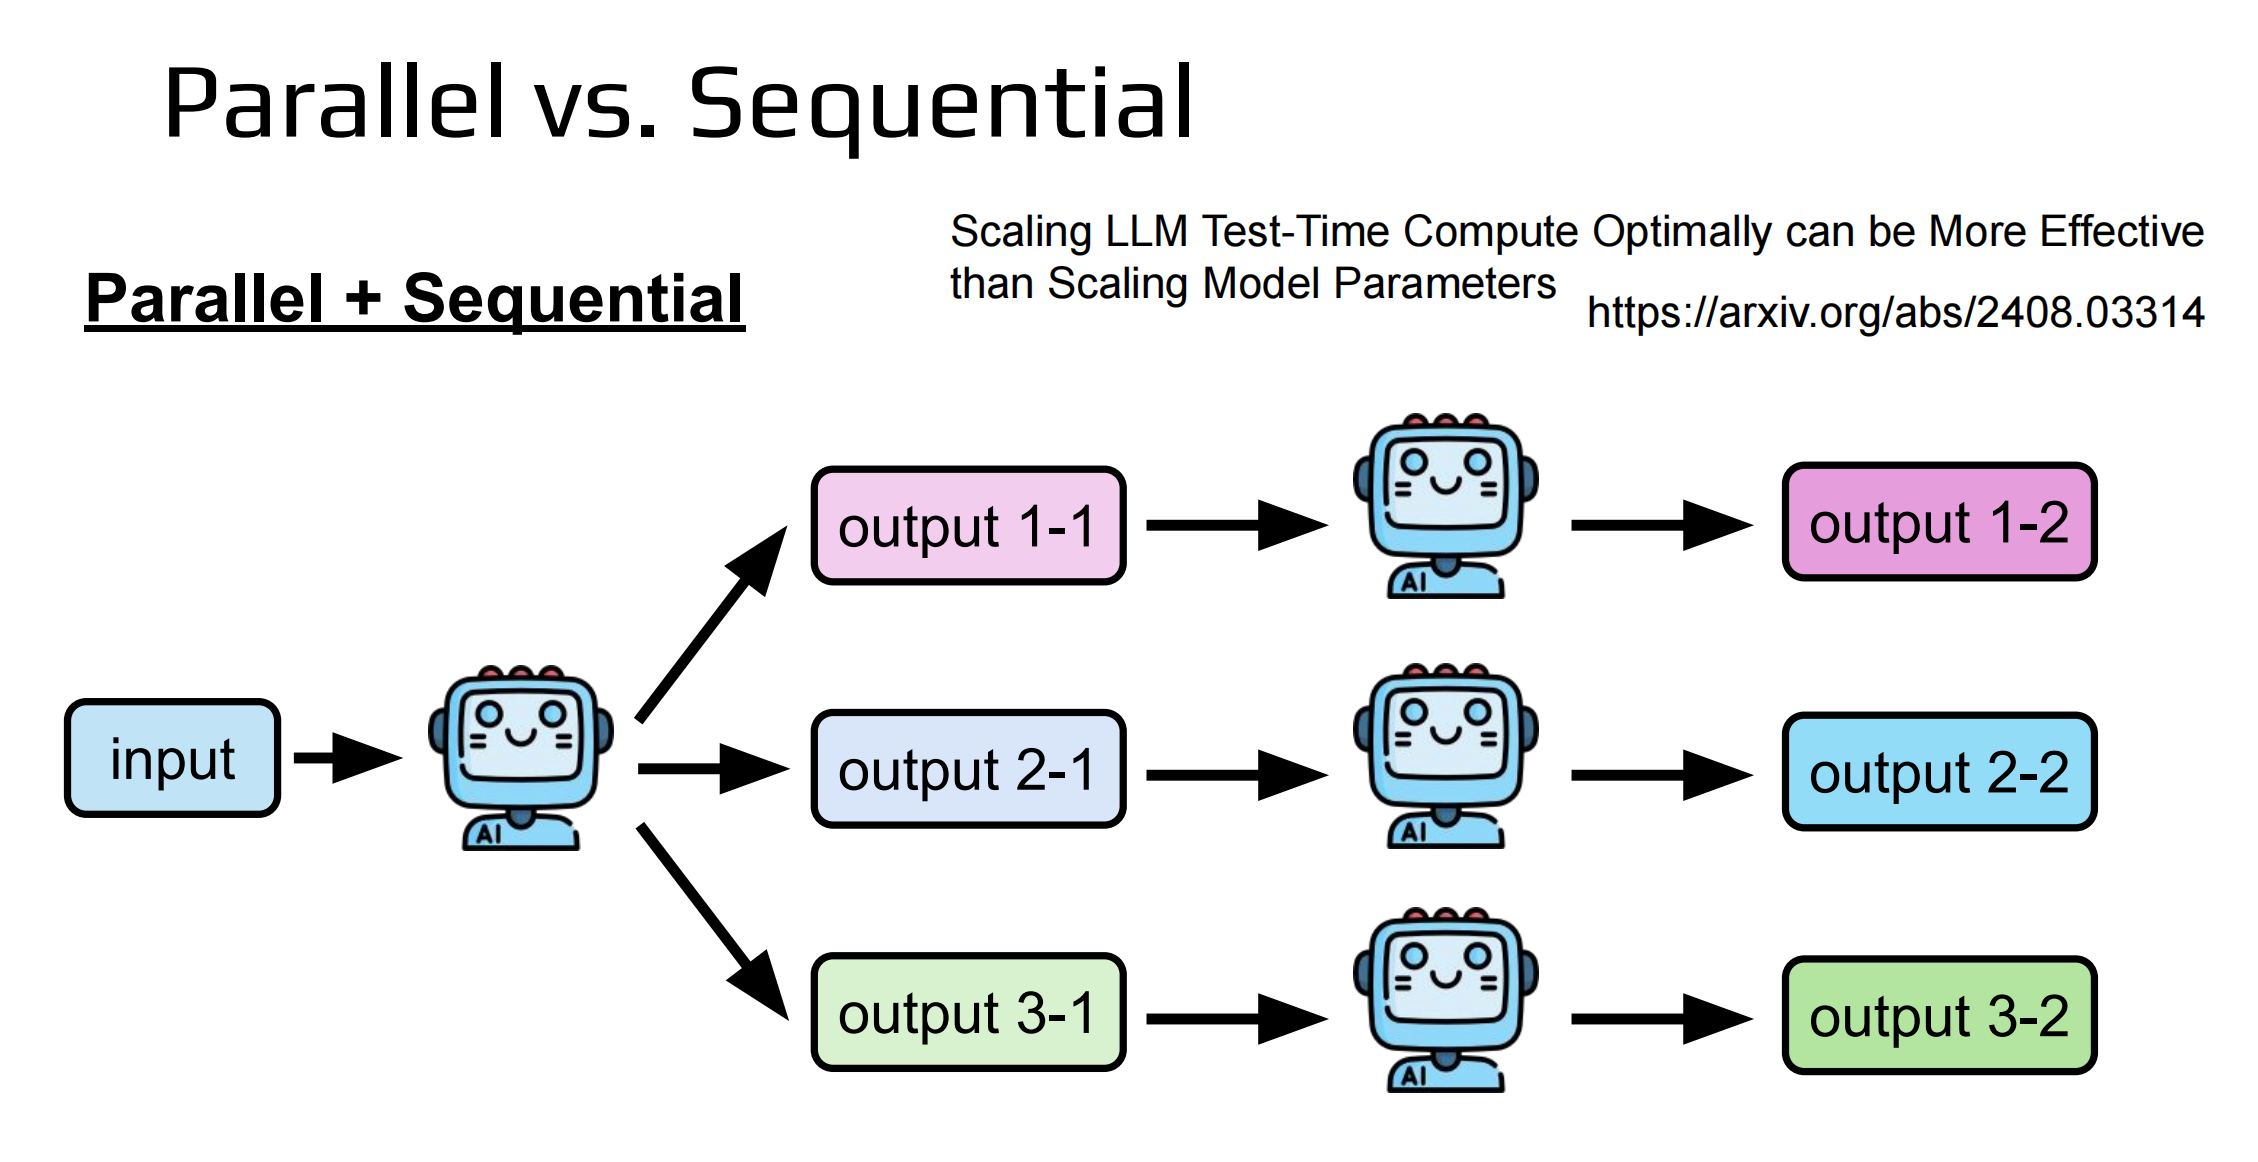 Parallel vs. Sequential
Parallel + Sequential
Scaling LLM Test-Time Compute Optimally can be More Effective
than Scaling Model Parameters
https://arxiv.org/abs/2408.03314
input
AI
output 1-1
AI
output 1-2
output 2-1
AI
output 2-2
output 3-1
AI
output 3-2